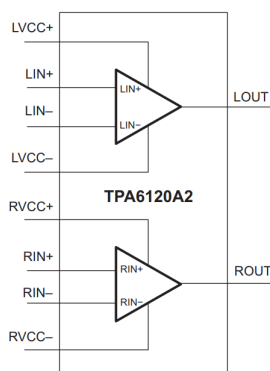 LVCC+
LIN+
LIN+
LOUT
LIN–
LIN–
LVCC–
TPA6120A2
RVCC+
RIN+
RIN+
ROUT
RIN–
RIN–
RVCC–